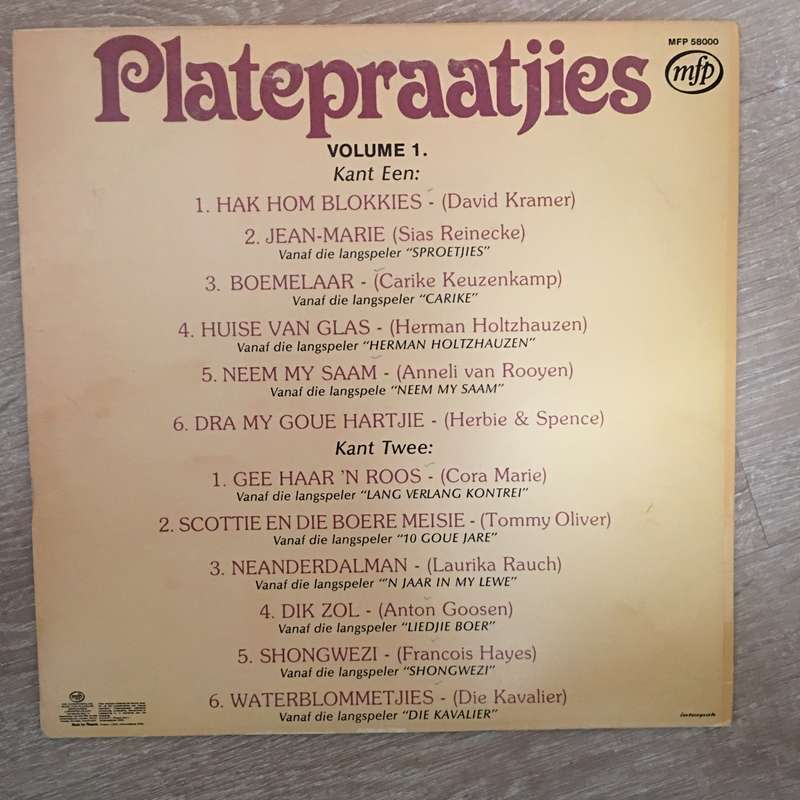 MFP 58000
mfp
Platepraatjies
VOLUME 1.
Kant Een:
1. HAK HOM BLOKKIES - (David Kramer)
2. JEAN-MARIE (Sias Reinecke)
Vanaf die langspeler "SPROETJIES"
3. BOEMELAAR - (Carike Keuzenkamp)
Vanaf die langspeler "CARIKE"
4. HUISE VAN GLAS - (Herman Holtzhauzen)
Vanaf die langspeler "HERMAN HOLTZHAUZEN"
5. NEEM MY SAAM - (Anneli van Rooyen)
Vanaf die langspele "NEEM MY SAAM"
6. DRA MY GOUE HARTJIE - (Herbie & Spence)
Kant Twee:
1. GEE HAAR 'N ROOS - (Cora Marie)
Vanaf die langspeler "LANG VERLANG KONTREI"
2. SCOTTIE EN DIE BOERE MEISIE - (Tommy Oliver)
Vanaf die langspeler "10 GOUE JARE"
3. NEANDERDALMAN - (Laurika Rauch)
Vanaf die langspeler "'N JAAR IN MY LEWE"
4. DIK ZOL - (Anton Goosen)
Vanaf die langspeler "LIEDJIE BOER"
5. SHONGWEZI - (Francois Hayes)
Vanaf die langspeler "SHONGWEZI"
6. WATERBLOMMETJIES - (Die Kavalier)
Vanaf die langspeler "DIE KAVALIER"
mfp
interpak